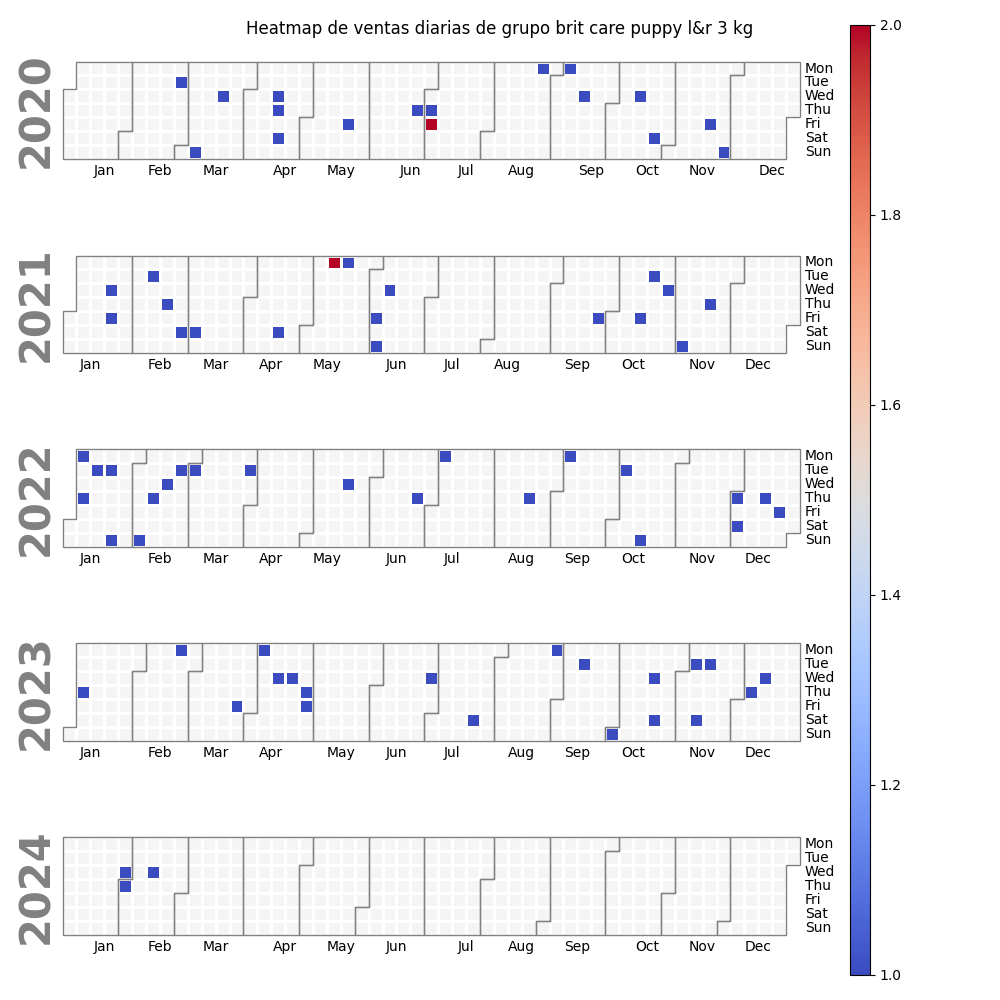 Heatmap de ventas diarias de grupo brit care puppy l&r 3 kg
2020
Mon
Tue
Wed
Thu
Fri
Sat
Sun
Jan Feb Mar Apr May Jun Jul Aug Sep Oct Nov Dec
2021
Mon
Tue
Wed
Thu
Fri
Sat
Sun
Jan Feb Mar Apr May Jun Jul Aug Sep Oct Nov Dec
2022
Mon
Tue
Wed
Thu
Fri
Sat
Sun
Jan Feb Mar Apr May Jun Jul Aug Sep Oct Nov Dec
2023
Mon
Tue
Wed
Thu
Fri
Sat
Sun
Jan Feb Mar Apr May Jun Jul Aug Sep Oct Nov Dec
2024
Mon
Tue
Wed
Thu
Fri
Sat
Sun
Jan Feb Mar Apr May Jun Jul Aug Sep Oct Nov Dec
2.0
1.8
1.6
1.4
1.2
1.0